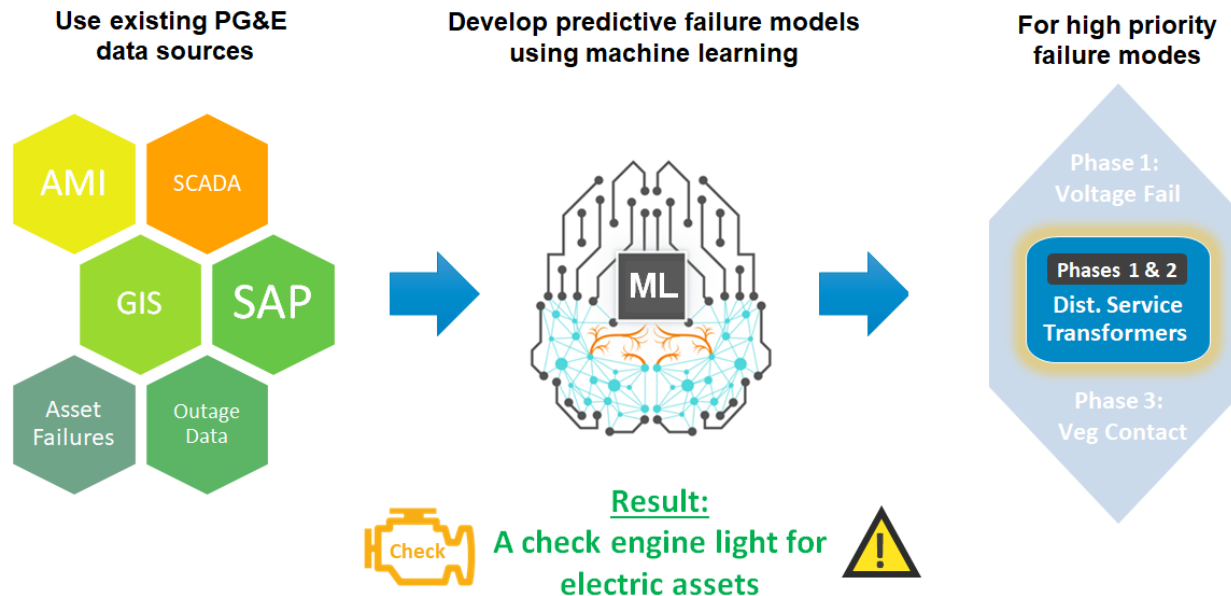 Use existing PG&E
data sources
Develop predictive failure models
using machine learning
For high priority
failure modes
AMI
SCADA
GIS
SAP
Asset
Failures
Outage
Data
ML
Phase 1:
Voltage Fail
Phases 1 & 2
Dist. Service
Transformers
Phase 3:
Veg Contact
Check
Result:
A check engine light for
electric assets
!